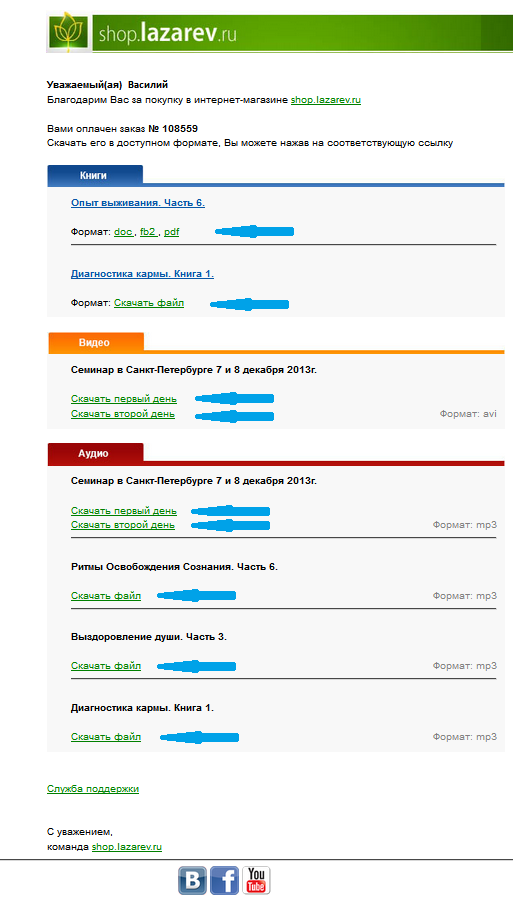 shop.lazarev.ru
Уважаемый(ая) Василий
Благодарим Вас за покупку в интернет-магазине shop.lazarev.ru
Вами оплачен заказ № 108559
Скачать его в доступном формате, Вы можете нажав на соответствующую ссылку
Книги
Опыт выживания. Часть 6.
Формат: doc , fb2 , pdf
Диагностика кармы. Книга 1.
Формат: Скачать файл
Видео
Семинар в Санкт-Петербурге 7 и 8 декабря 2013г.
Скачать первый день
Скачать второй день Формат: avi
Аудио
Семинар в Санкт-Петербурге 7 и 8 декабря 2013г.
Скачать первый день
Скачать второй день Формат: mp3
Ритмы Освобождения Сознания. Часть 6.
Скачать файл Формат: mp3
Выздоровление души. Часть 3.
Скачать файл Формат: mp3
Диагностика кармы. Книга 1.
Скачать файл Формат: mp3
Служба поддержки
С уважением,
команда shop.lazarev.ru
B f You Tube